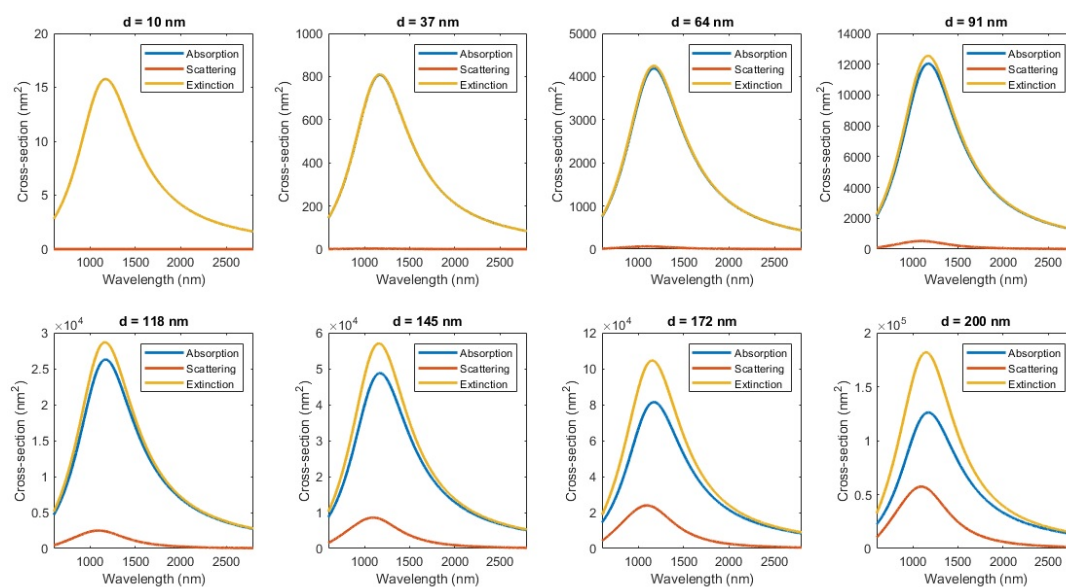 d = 10 nm
20
15
10
5
0
Cross-section (nm²)
1000 1500 2000 2500
Wavelength (nm)
Absorption
Scattering
Extinction
d = 37 nm
1000
800
600
400
200
0
Cross-section (nm²)
1000 1500 2000 2500
Wavelength (nm)
Absorption
Scattering
Extinction
d = 64 nm
5000
4000
3000
2000
1000
0
Cross-section (nm²)
1000 1500 2000 2500
Wavelength (nm)
Absorption
Scattering
Extinction
d = 91 nm
14000
12000
10000
8000
6000
4000
2000
0
Cross-section (nm²)
1000 1500 2000 2500
Wavelength (nm)
Absorption
Scattering
Extinction
d = 118 nm
×10⁴
3
2.5
2
1.5
1
0.5
0
Cross-section (nm²)
1000 1500 2000 2500
Wavelength (nm)
Absorption
Scattering
Extinction
d = 145 nm
×10⁴
6
5
4
3
2
1
0
Cross-section (nm²)
1000 1500 2000 2500
Wavelength (nm)
Absorption
Scattering
Extinction
d = 172 nm
×10⁴
12
10
8
6
4
2
0
Cross-section (nm²)
1000 1500 2000 2500
Wavelength (nm)
Absorption
Scattering
Extinction
d = 200 nm
×10⁵
2
1.5
1
0.5
0
Cross-section (nm²)
1000 1500 2000 2500
Wavelength (nm)
Absorption
Scattering
Extinction